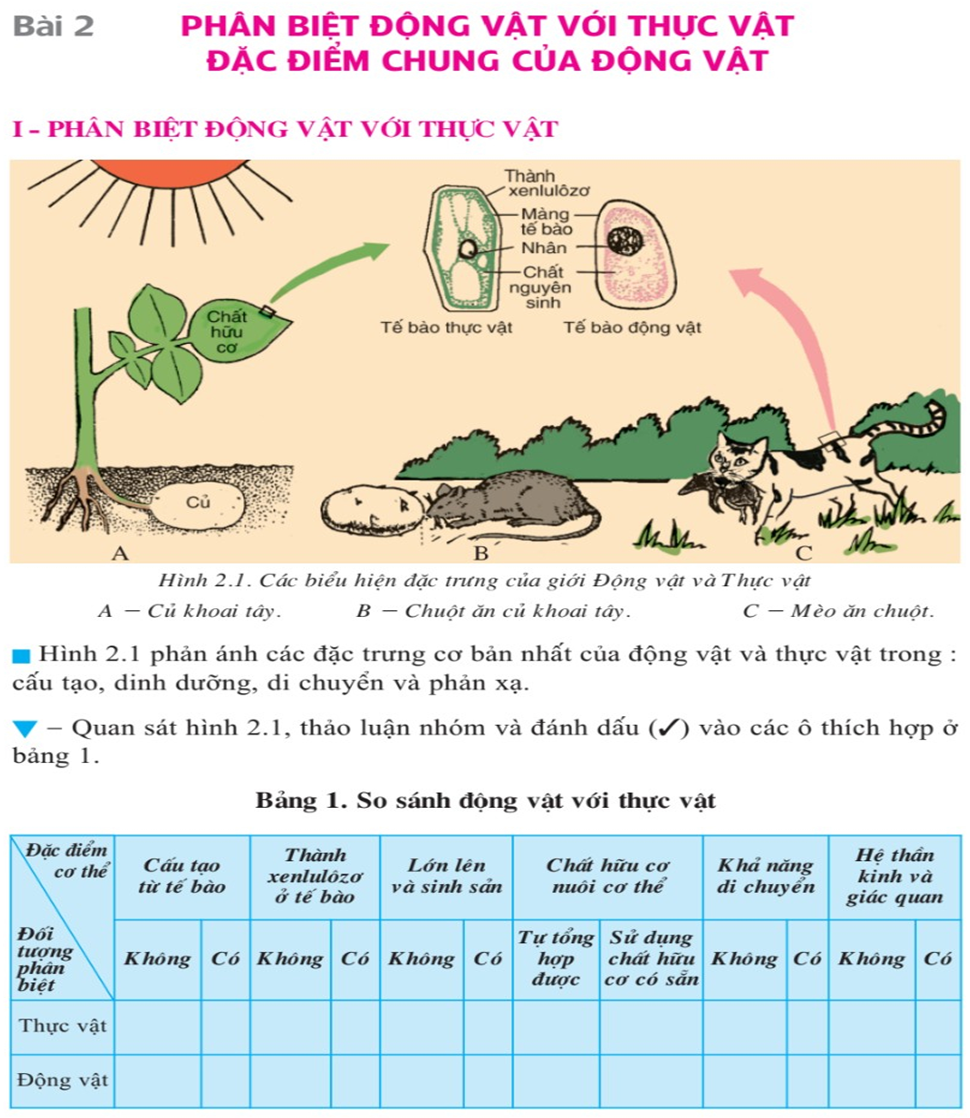 Bài 2
PHÂN BIỆT ĐỘNG VẬT VỚI THỰC VẬT
ĐẶC ĐIỂM CHUNG CỦA ĐỘNG VẬT
I - PHÂN BIỆT ĐỘNG VẬT VỚI THỰC VẬT
Thành
xenlulôzơ
Màng
tế bào
Nhân
Chất
nguyên
sinh
Tế bào thực vật
Tế bào động vật
Chất
hữu
cơ
Củ
A
B
C
Hình 2.1. Các biểu hiện đặc trưng của giới Động vật và Thực vật
A – Củ khoai tây.
B – Chuột ăn củ khoai tây.
C – Mèo ăn chuột.
Hình 2.1 phản ánh các đặc trưng cơ bản nhất của động vật và thực vật trong :
cấu tạo, dinh dưỡng, di chuyển và phản xạ.
– Quan sát hình 2.1, thảo luận nhóm và đánh dấu (✓) vào các ô thích hợp ở
bảng 1.
Bảng 1. So sánh động vật với thực vật
Đặc điểm
cơ thể
Đối
tượng
phân
biệt
Cấu tạo
từ tế bào
Thành
xenlulôzơ
ở tế bào
Lớn lên
và sinh sản
Chất hữu cơ
nuôi cơ thể
Khả năng
di chuyển
Hệ thần
kinh và
giác quan
Không
Có
Không
Có
Không
Có
Tự tổng
hợp
được
Sử dụng
chất hữu
cơ có sẵn
Không
Có
Không
Có
Thực vật
Động vật